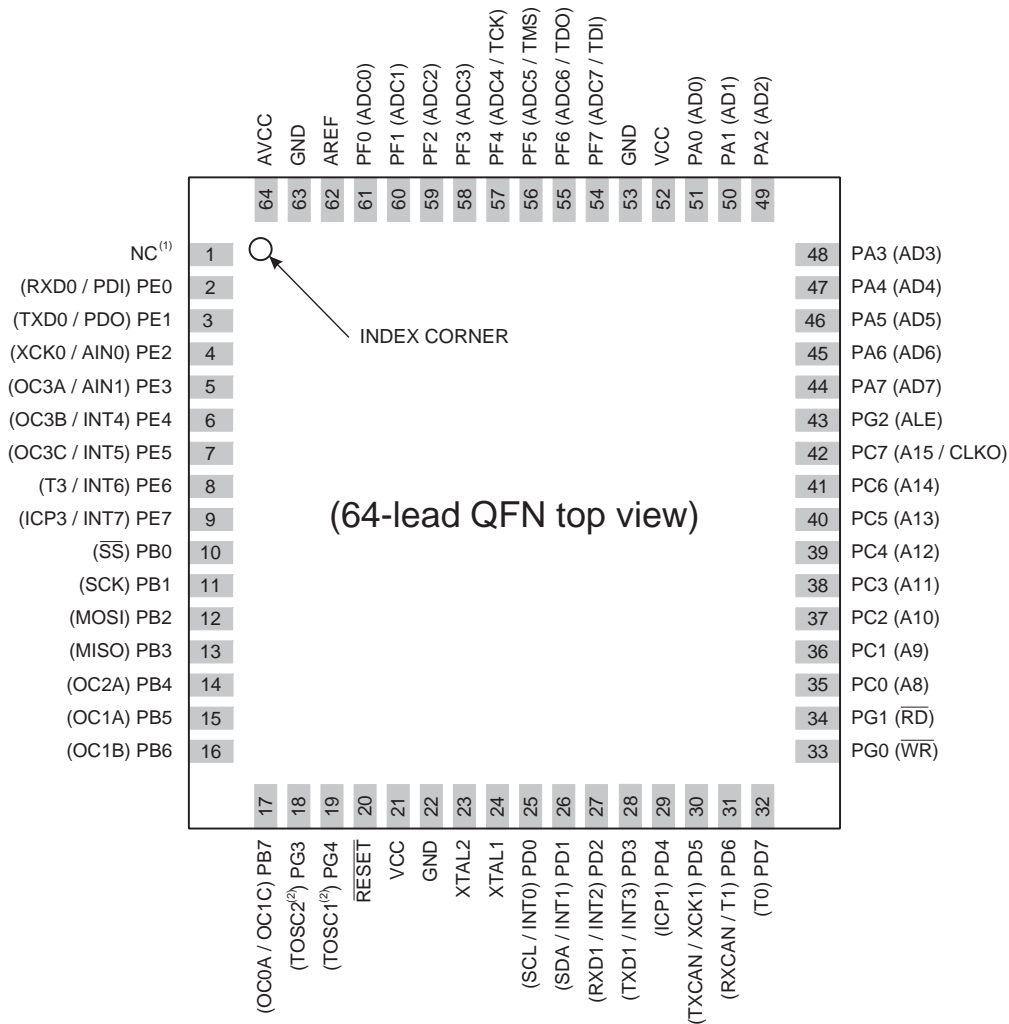 AVCC
GND
AREF
PF0 (ADC0)
PF1 (ADC1)
PF2 (ADC2)
PF3 (ADC3)
PF4 (ADC4 / TCK)
PF5 (ADC5 / TMS)
PF6 (ADC6 / TDO)
PF7 (ADC7 / TDI)
GND
VCC
PA0 (AD0)
PA1 (AD1)
PA2 (AD2)
64 63 62 61 60 59 58 57 56 55 54 53 52 51 50 49
NC(1) 1
(RXD0 / PDI) PE0 2
(TXD0 / PDO) PE1 3
(XCK0 / AIN0) PE2 4
(OC3A / AIN1) PE3 5
(OC3B / INT4) PE4 6
(OC3C / INT5) PE5 7
(T3 / INT6) PE6 8
(ICP3 / INT7) PE7 9
(S̅S̅) PB0 10
(SCK) PB1 11
(MOSI) PB2 12
(MISO) PB3 13
(OC2A) PB4 14
(OC1A) PB5 15
(OC1B) PB6 16
INDEX CORNER
(64-lead QFN top view)
48 PA3 (AD3)
47 PA4 (AD4)
46 PA5 (AD5)
45 PA6 (AD6)
44 PA7 (AD7)
43 PG2 (ALE)
42 PC7 (A15 / CLKO)
41 PC6 (A14)
40 PC5 (A13)
39 PC4 (A12)
38 PC3 (A11)
37 PC2 (A10)
36 PC1 (A9)
35 PC0 (A8)
34 PG1 (R̅D̅)
33 PG0 (W̅R̅)
17 18 19 20 21 22 23 24 25 26 27 28 29 30 31 32
(OC0A / OC1C) PB7
(TOSC2(2)) PG3
(TOSC1(2)) PG4
R̅E̅S̅E̅T̅
VCC
GND
XTAL2
XTAL1
(SCL / INT0) PD0
(SDA / INT1) PD1
(RXD1 / INT2) PD2
(TXD1 / INT3) PD3
(ICP1) PD4
(TXCAN / XCK1) PD5
(RXCAN / T1) PD6
(T0) PD7